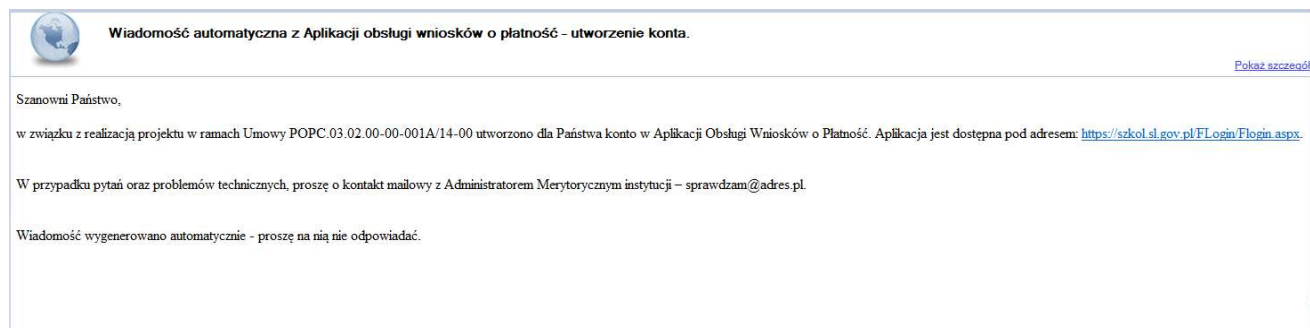 Wiadomość automatyczna z Aplikacji obsługi wniosków o płatność - utworzenie konta.
Pokaż szczegół
Szanowni Państwo,
w związku z realizacją projektu w ramach Umowy POPC.03.02.00-00-001A/14-00 utworzono dla Państwa konto w Aplikacji Obsługi Wniosków o Płatność. Aplikacja jest dostępna pod adresem: https://szkol.sl.gov.pl/FLogin/Flogin.aspx.
W przypadku pytań oraz problemów technicznych, proszę o kontakt mailowy z Administratorem Merytorycznym instytucji – sprawdzam@adres.pl.
Wiadomość wygenerowano automatycznie - proszę na nią nie odpowiadać.